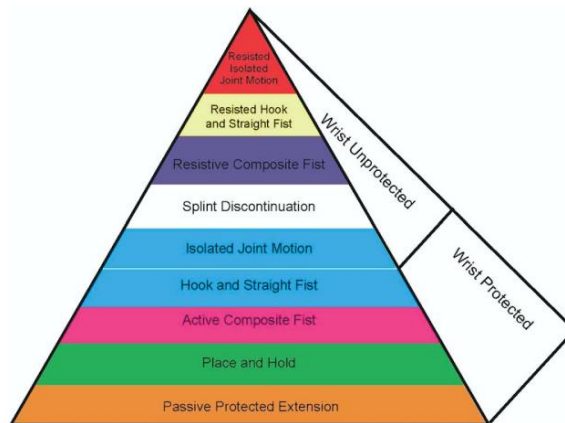 Resisted
Isolated
Joint Motion
Resisted Hook
and Straight Fist
Resistive Composite Fist
Splint Discontinuation
Isolated Joint Motion
Hook and Straight Fist
Active Composite Fist
Place and Hold
Passive Protected Extension
Wrist Unprotected
Wrist Protected